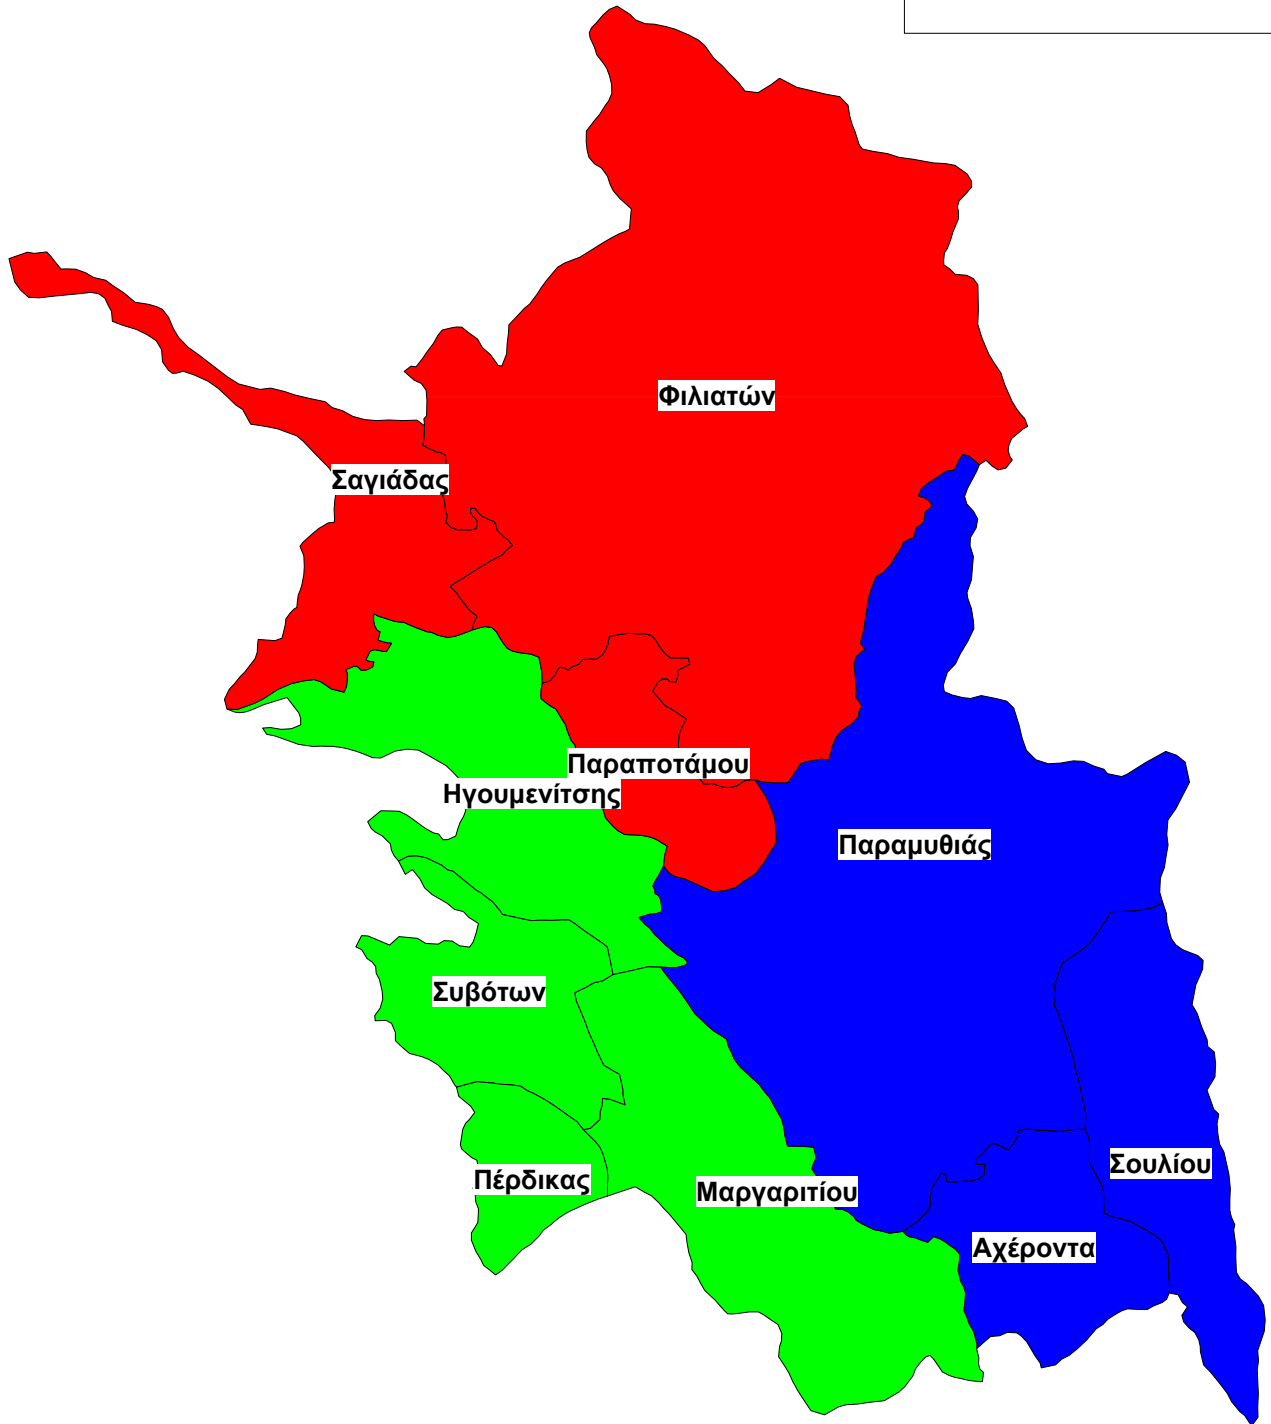 Φιλιατών
Σαγιάδας
Παραποτάμου
Ηγουμενίτσης
Παραμυθιάς
Συβότων
Σουλίου
Πέρδικας
Μαργαριτίου
Αχέροντα